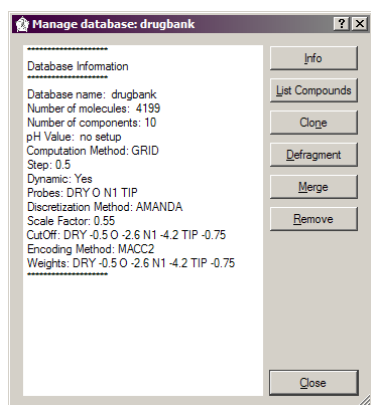 Manage database: drugbank
********************
Database Information
********************
Database name: drugbank
Number of molecules: 4199
Number of components: 10
pH Value: no setup
Computation Method: GRID
Step: 0.5
Dynamic: Yes
Probes: DRY O N1 TIP
Discretization Method: AMANDA
Scale Factor: 0.55
CutOff: DRY -0.5 O -2.6 N1 -4.2 TIP -0.75
Encoding Method: MACC2
Weights: DRY -0.5 O -2.6 N1 -4.2 TIP -0.75
********************
Info
List Compounds
Clone
Defragment
Merge
Remove
Close